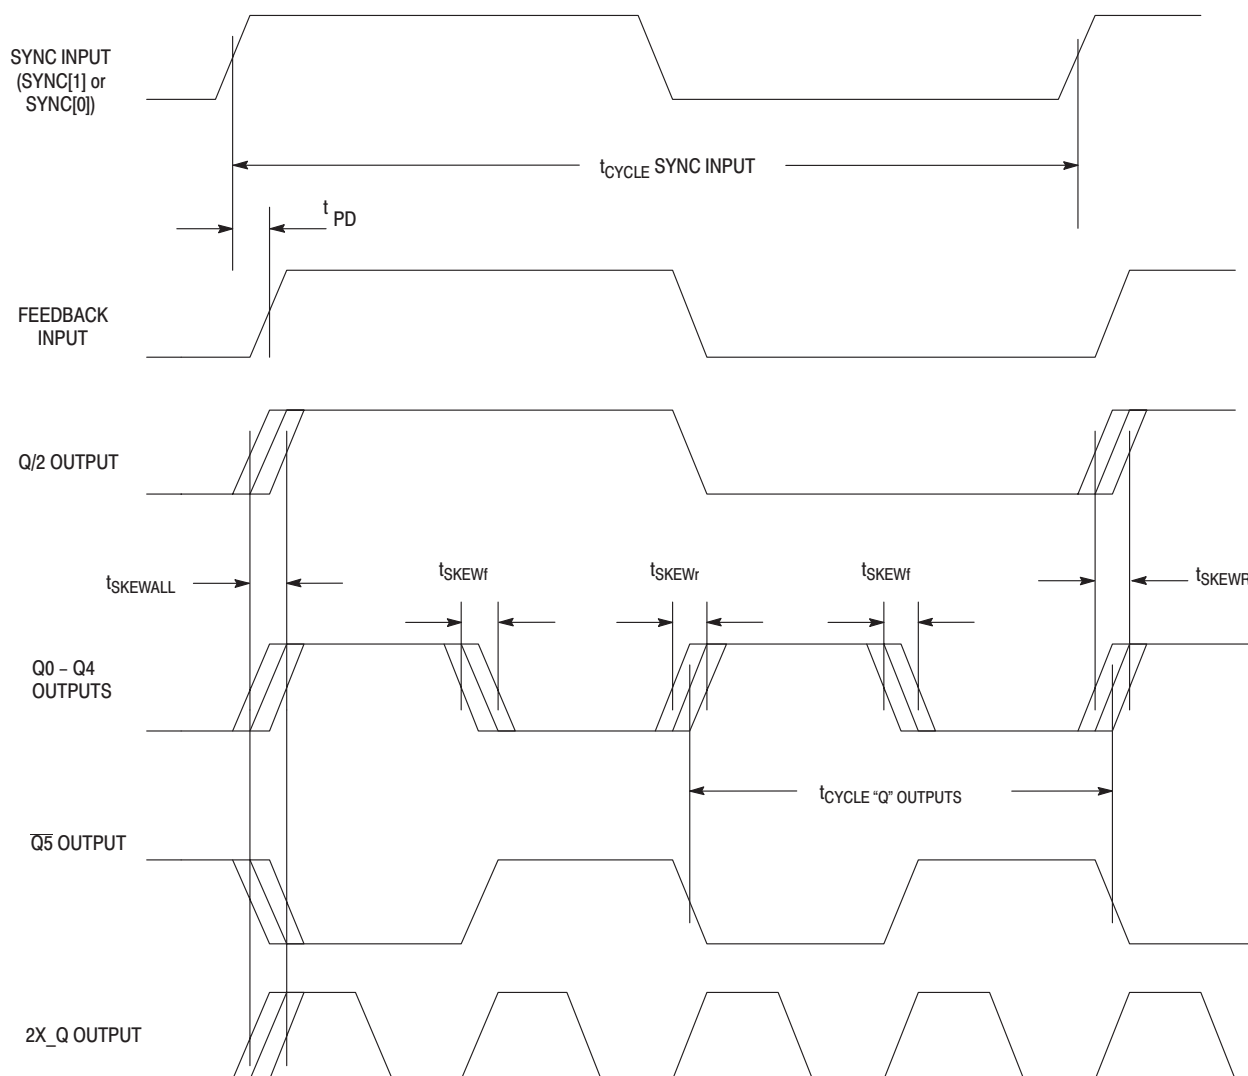 SYNC INPUT
(SYNC[1] or
SYNC[0])
tCYCLE SYNC INPUT
t PD
FEEDBACK
INPUT
Q/2 OUTPUT
tSKEWALL
tSKEWf
tSKEWr
tSKEWf
tSKEWR
Q0 – Q4
OUTPUTS
tCYCLE “Q” OUTPUTS
Q5 OUTPUT
2X_Q OUTPUT